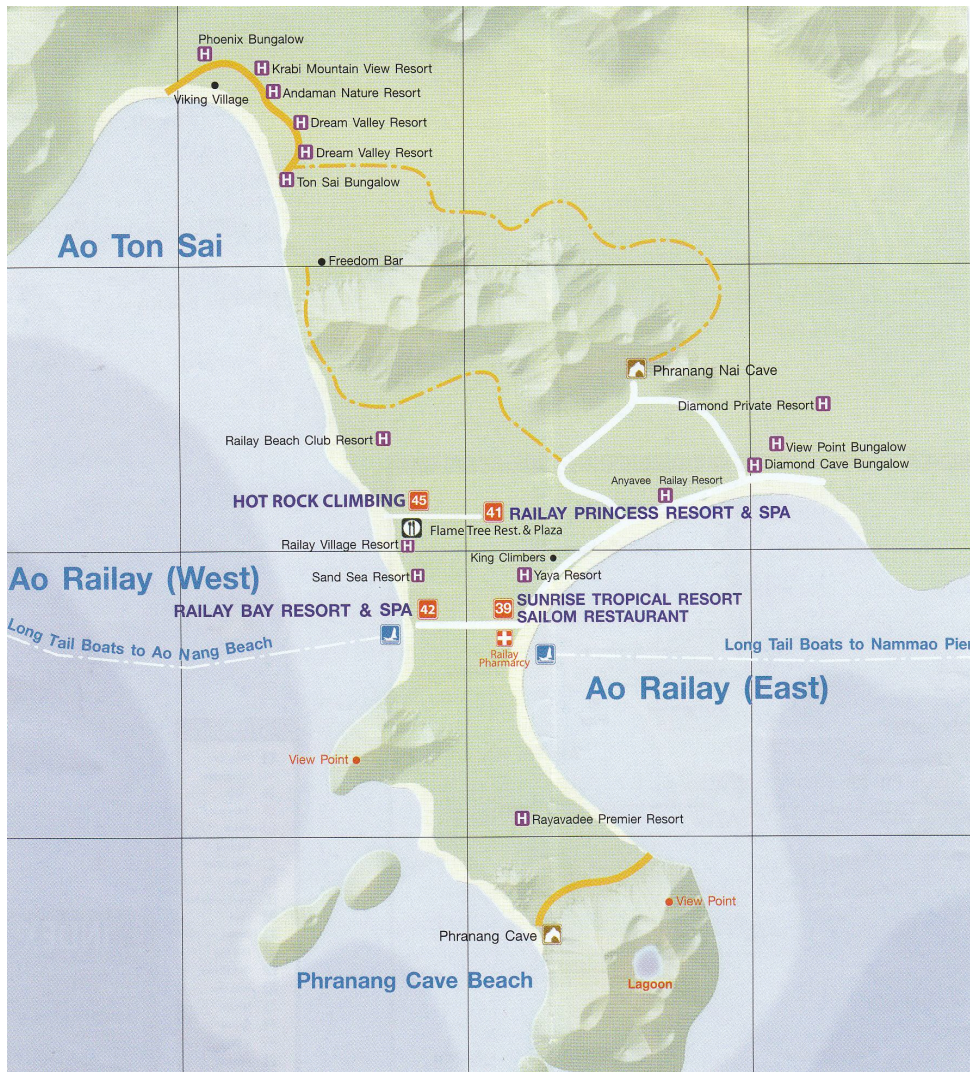 Phoenix Bungalow
H
H Krabi Mountain View Resort
H Andaman Nature Resort
Viking Village
H Dream Valley Resort
H Dream Valley Resort
H Ton Sai Bungalow
Ao Ton Sai
Freedom Bar
Phranang Nai Cave
Diamond Private Resort H
Railay Beach Club Resort H
H View Point Bungalow
H Diamond Cave Bungalow
Anyavee Railay Resort
H
HOT ROCK CLIMBING 45
41 RAILAY PRINCESS RESORT & SPA
Flame Tree Rest. & Plaza
Railay Village Resort H
King Climbers
Ao Railay (West)
Sand Sea Resort H
H Yaya Resort
RAILAY BAY RESORT & SPA 42
39 SUNRISE TROPICAL RESORT
SAILOM RESTAURANT
Long Tail Boats to Ao Nang Beach
Railay
Pharmarcy
Long Tail Boats to Nammao Pier
Ao Railay (East)
View Point
H Rayavadee Premier Resort
View Point
Phranang Cave
Phranang Cave Beach
Lagoon